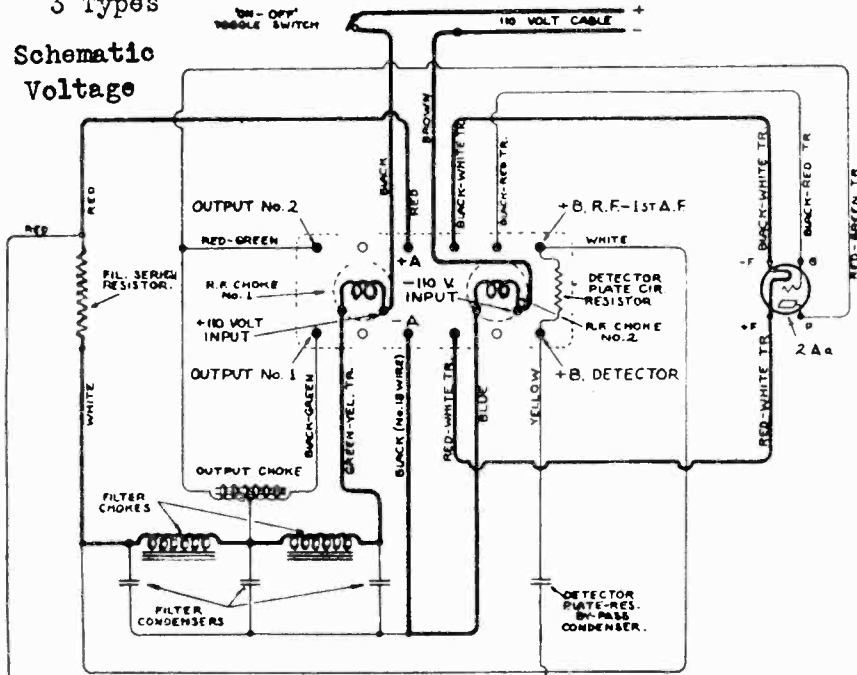 3 Types
Schematic
Voltage
"ON-OFF"
TOGGLE SWITCH
110 VOLT CABLE
+
-
RED
RED
BLACK
RED
BROWN
BLACK-WHITE TR.
BLACK-RED TR.
BLACK-WHITE TR.
BLACK-RED TR.
RED-GREEN TR.
OUTPUT No. 2
RED-GREEN
+A
+B, R.F.-1ST A.F.
WHITE
FIL. SERIES
RESISTOR.
R.F. CHOKE
No. 1
-110 V.
INPUT
DETECTOR
PLATE CIR.
RESISTOR
-F
G
+110 VOLT
INPUT
-A
R.F. CHOKE
No. 2
+F
P
2 Aa
OUTPUT No. 1
+B, DETECTOR
WHITE
BLACK-GREEN
GREEN-YEL. TR.
BLACK (No. 18 WIRE)
RED-WHITE TR.
BLUE
YELLOW
RED-WHITE TR.
OUTPUT CHOKE
FILTER
CHOKES
FILTER
CONDENSERS
DETECTOR
PLATE-RES.
BY-PASS
CONDENSER.